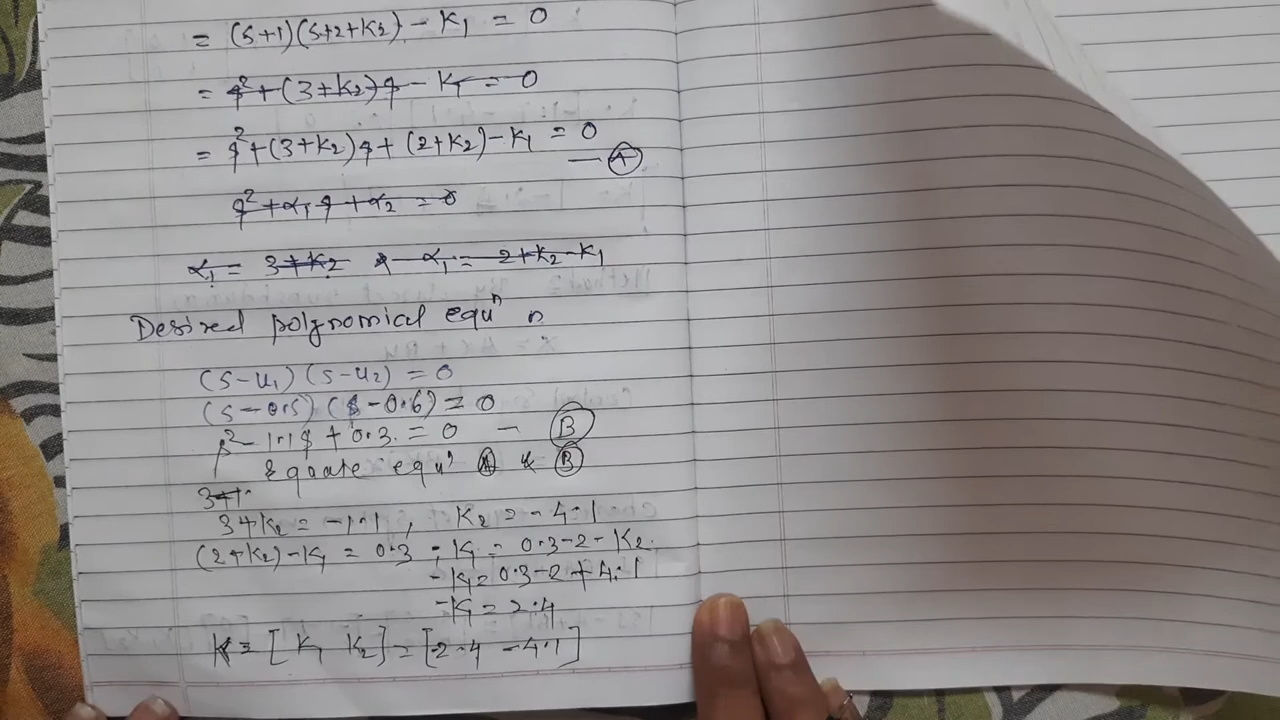 = (s+1)(s+2+K2) - K1 = 0
= s² + (3+K2)s - K1 = 0
= s² + (3+K2)s + (2+K2) - K1 = 0 — A
s² + α1 s + α2 = 0
α1 = 3+K2 & α1 = 2+K2-K1
Desired polynomical equⁿ
(s-u1) (s-u2) = 0
(s-0.5) (s-0.6) = 0
s² - 1.1s + 0.3 = 0 — B
Equate equⁿ A & B
3+
3+K2 = -1.1 , K2 = -4.1
(2+K2)-K1 = 0.3 , -K1 = 0.3-2-K2
-K1 = 0.3-2+4.1
-K1 = 2.4
K = [K1 K2] = [-2.4 -4.1]